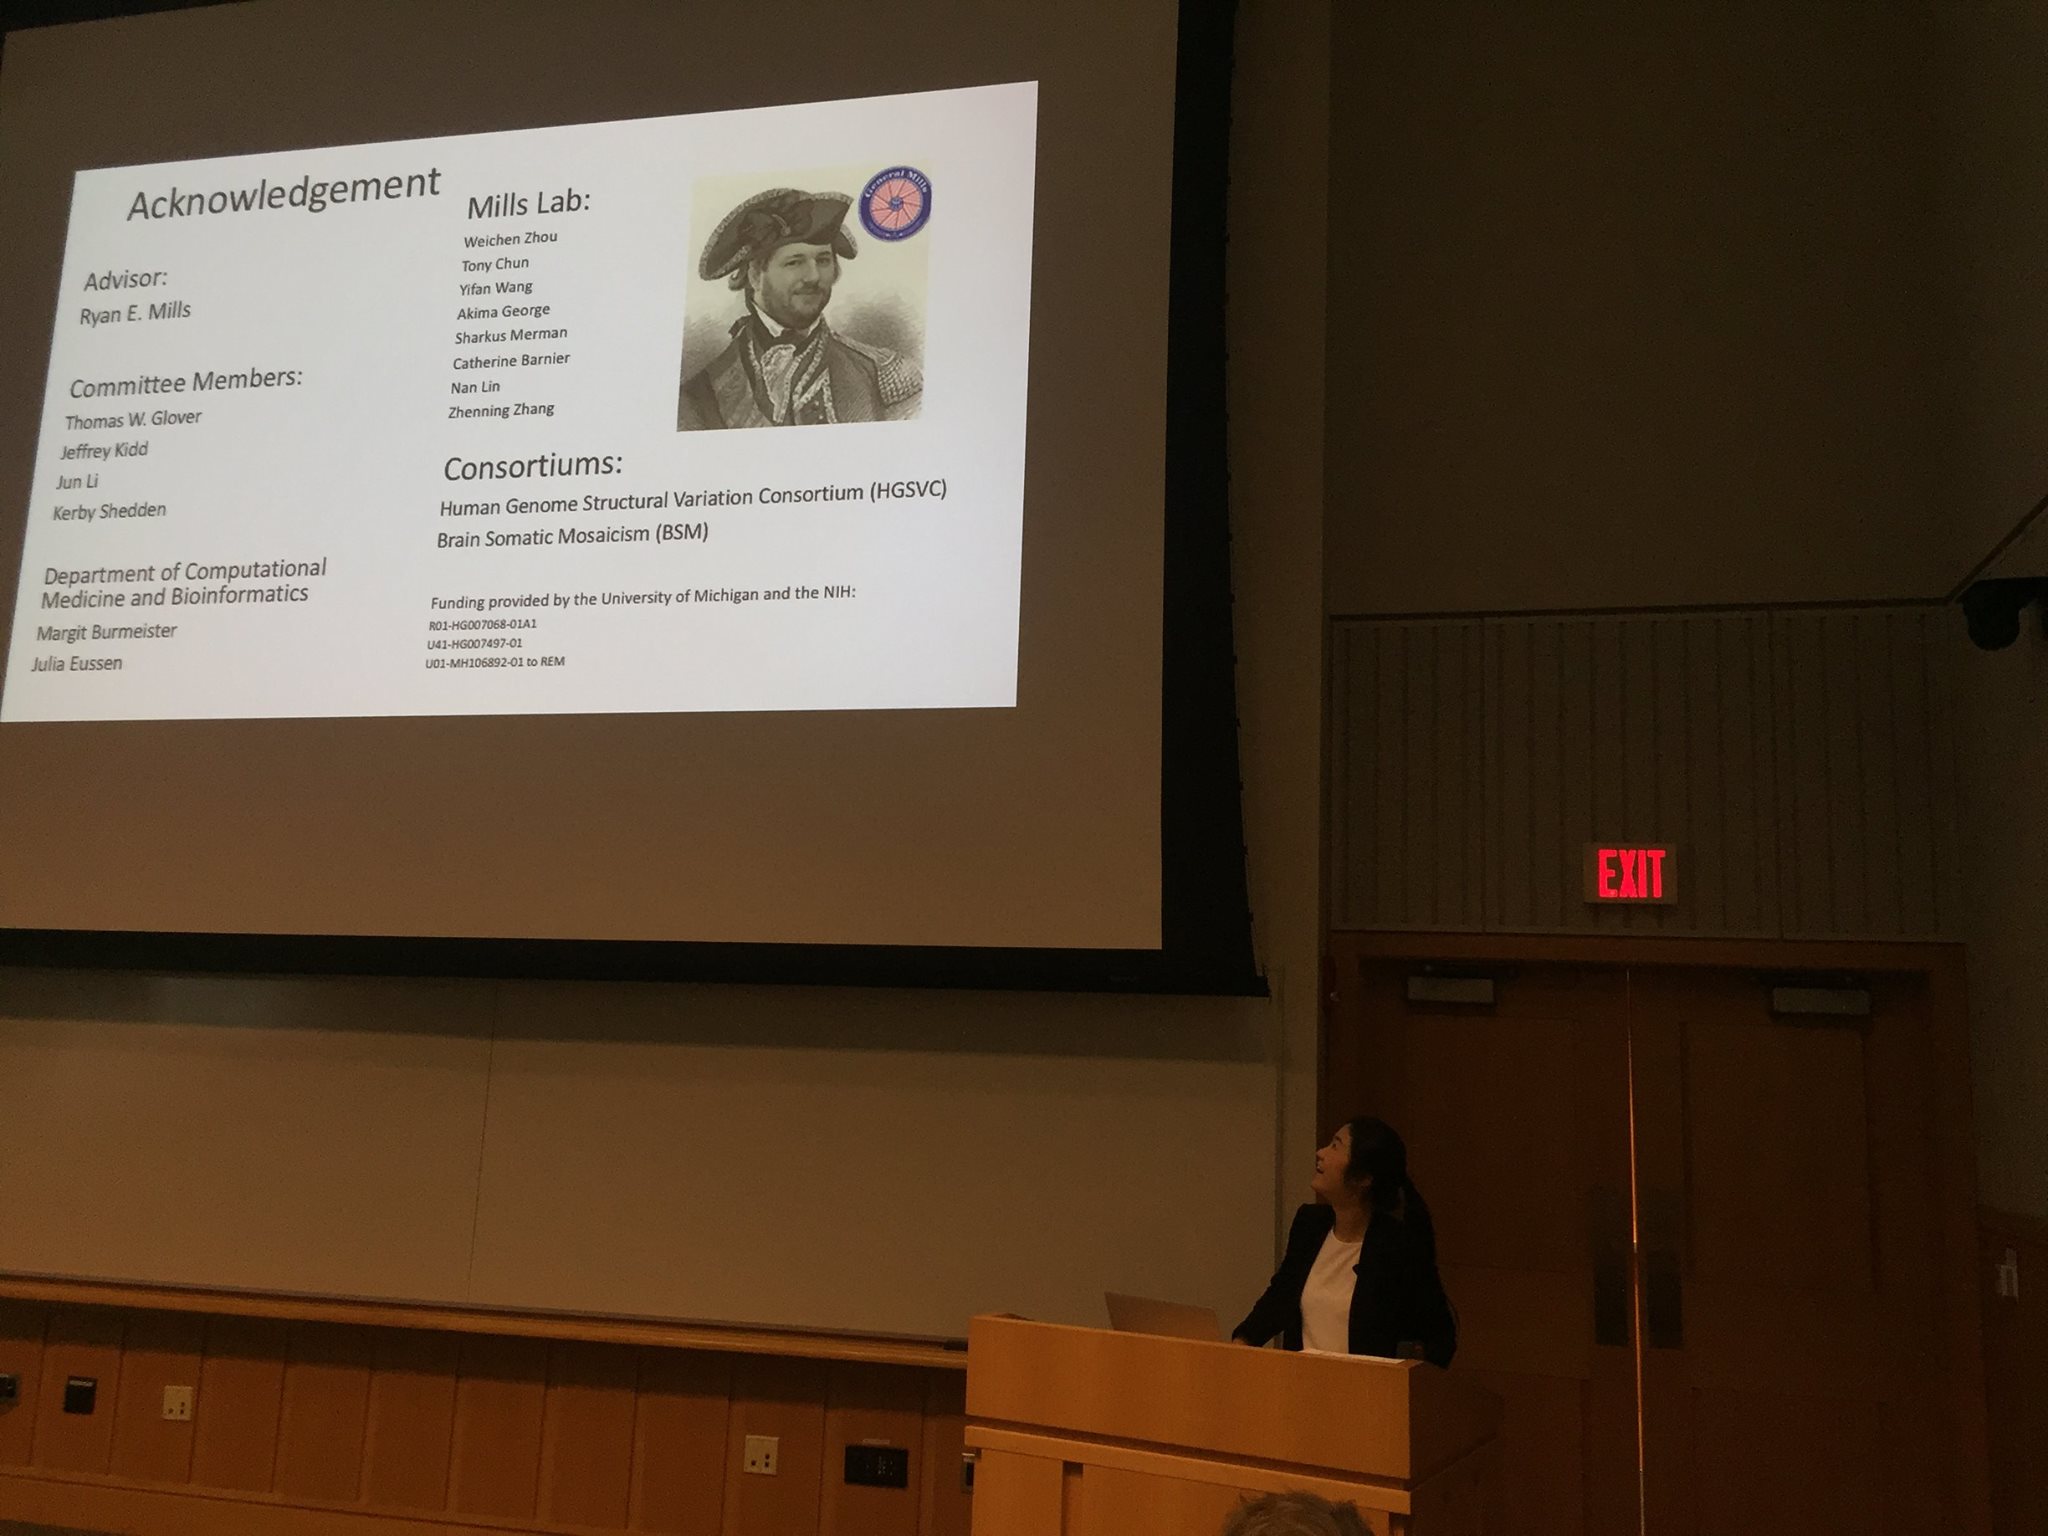 Acknowledgement
Advisor:
Ryan E. Mills
Committee Members:
Thomas W. Glover
Jeffrey Kidd
Jun Li
Kerby Shedden
Department of Computational
Medicine and Bioinformatics
Margit Burmeister
Julia Eussen
Mills Lab:
Weichen Zhou
Tony Chun
Yifan Wang
Akima George
Sharkus Merman
Catherine Barnier
Nan Lin
Zhenning Zhang
General Mills
Consortiums:
Human Genome Structural Variation Consortium (HGSVC)
Brain Somatic Mosaicism (BSM)
Funding provided by the University of Michigan and the NIH:
R01-HG007068-01A1
U41-HG007497-01
U01-MH106892-01 to REM
EXIT